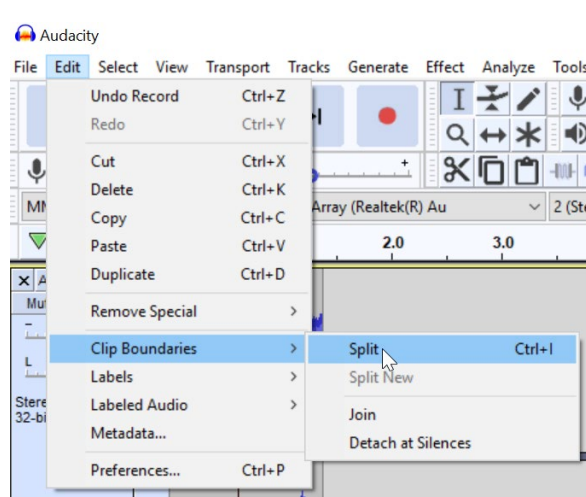 Audacity
File Edit Select View Transport Tracks Generate Effect Analyze Tools
Undo Record Ctrl+Z
Redo Ctrl+Y
Cut Ctrl+X
Delete Ctrl+K
Copy Ctrl+C
Array (Realtek(R) Au 2 (Ste
Paste Ctrl+V 2.0 3.0
Duplicate Ctrl+D
Remove Special
Clip Boundaries Split Ctrl+I
Labels Split New
L
Stere
Labeled Audio Join
32-bi
Metadata... Detach at Silences
Preferences... Ctrl+P